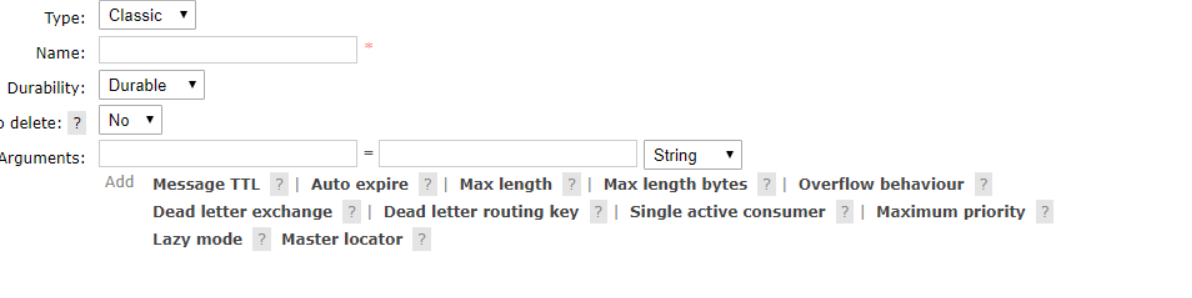 Type: Classic ▼
Name: *
Durability: Durable ▼
delete: ? No ▼
Arguments: = String ▼
Add Message TTL ? | Auto expire ? | Max length ? | Max length bytes ? | Overflow behaviour ?
Dead letter exchange ? | Dead letter routing key ? | Single active consumer ? | Maximum priority ?
Lazy mode ? Master locator ?